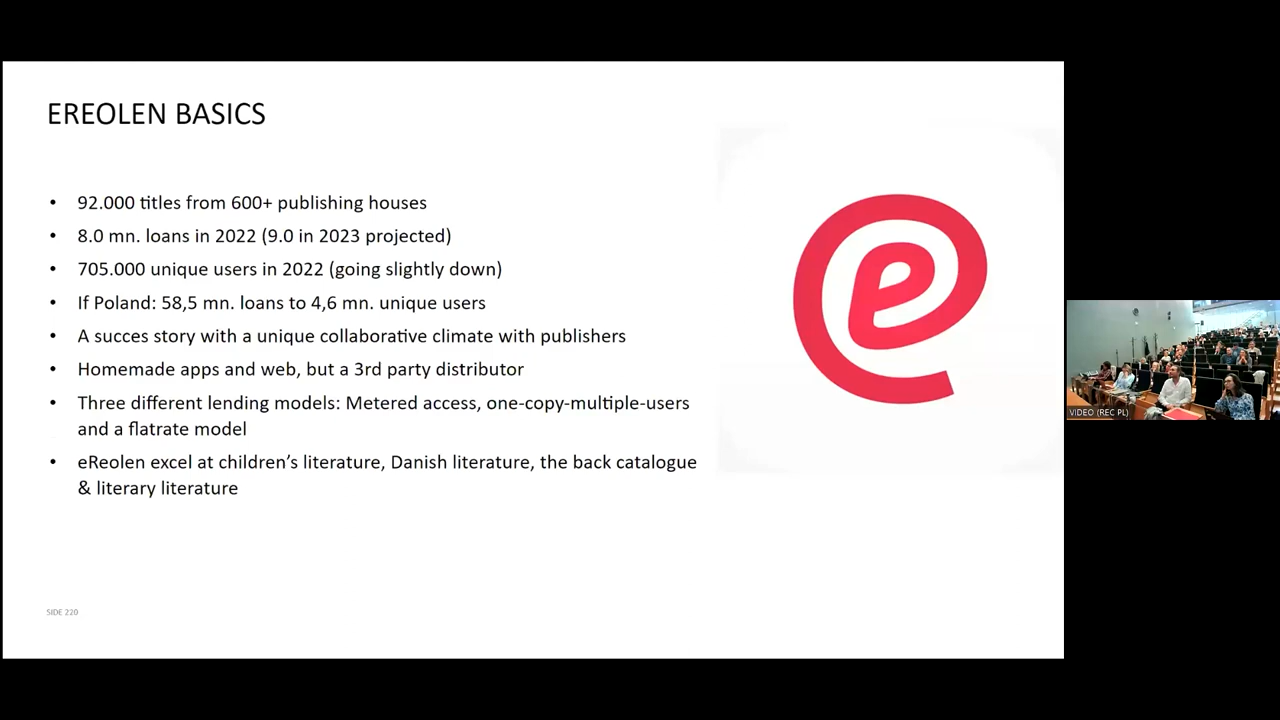 EREOLEN BASICS
• 92.000 titles from 600+ publishing houses
• 8.0 mn. loans in 2022 (9.0 in 2023 projected)
• 705.000 unique users in 2022 (going slightly down)
• If Poland: 58,5 mn. loans to 4,6 mn. unique users
• A succes story with a unique collaborative climate with publishers
• Homemade apps and web, but a 3rd party distributor
• Three different lending models: Metered access, one-copy-multiple-users
and a flatrate model
• eReolen excel at children’s literature, Danish literature, the back catalogue
& literary literature
SIDE 220
VIDEO (REC PL)